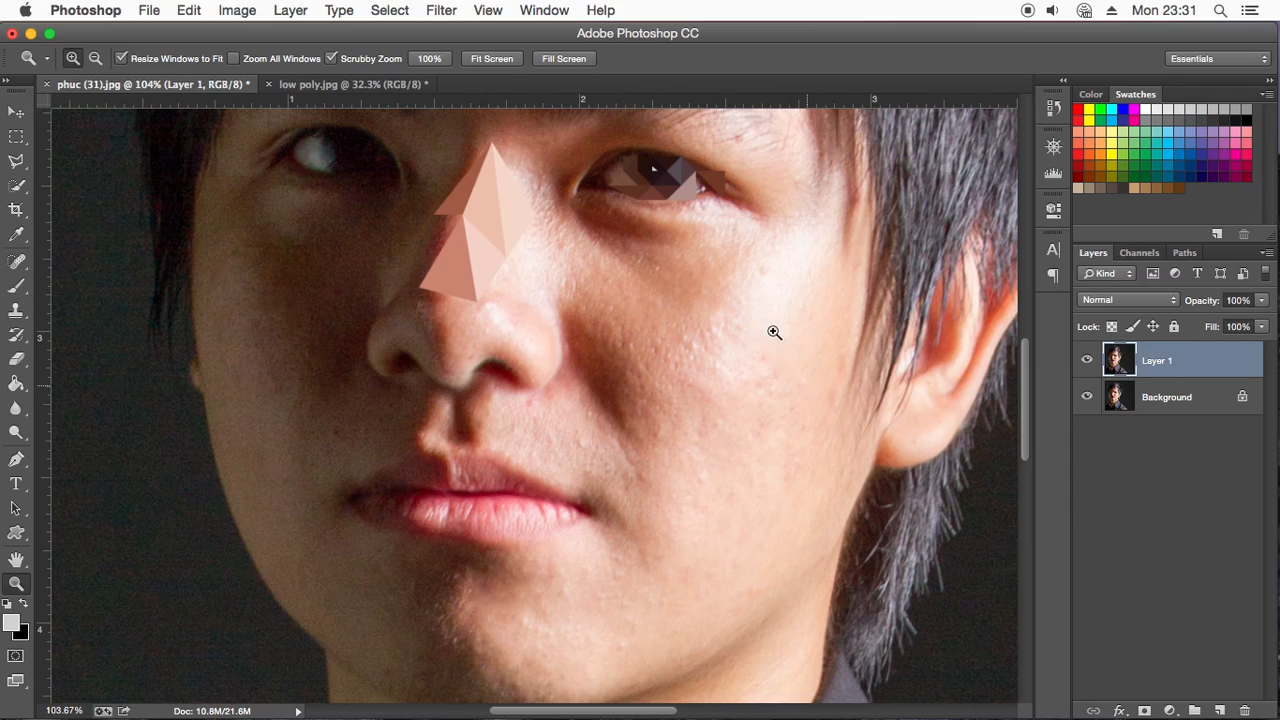 Photoshop File Edit Image Layer Type Select Filter View Window Help Mon 23:31
Adobe Photoshop CC
Resize Windows to Fit Zoom All Windows Scrubby Zoom 100% Fit Screen Fill Screen Essentials
× phuc (31).jpg @ 104% (Layer 1, RGB/8) * × low poly.jpg @ 32.3% (RGB/8) *
1 2 3
Color Swatches
3
4
Layers Channels Paths
Kind
Normal Opacity: 100%
Lock: Fill: 100%
Layer 1
Background
103.67% Doc: 10.8M/21.6M